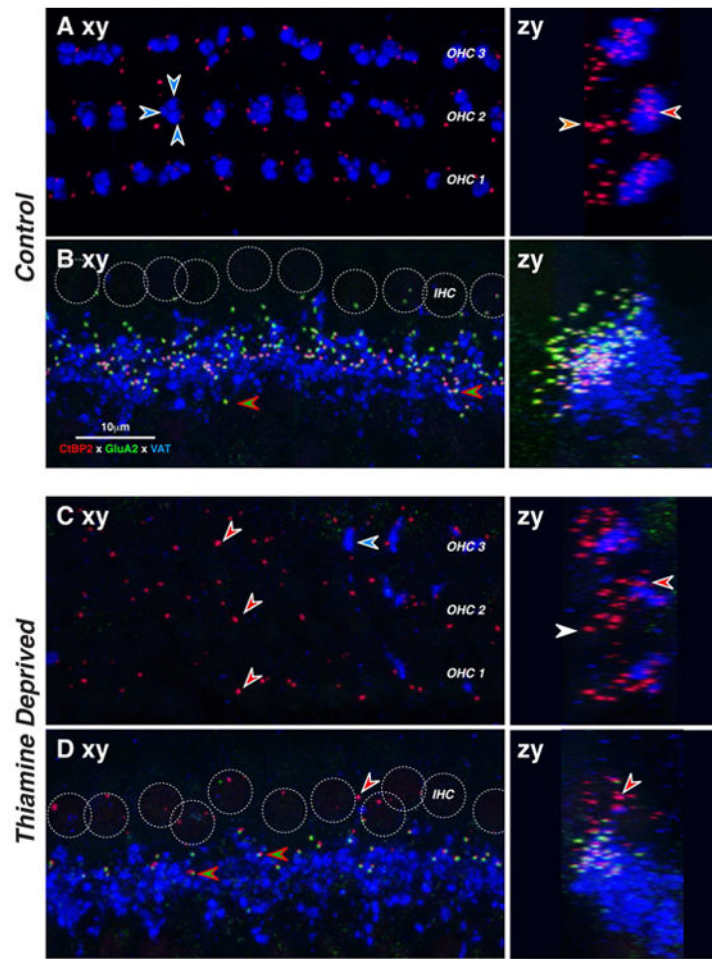 Control
A xy
OHC 3
OHC 2
OHC 1
zy
B xy
IHC
10µm
CtBP2 x GluA2 x VAT
zy
Thiamine Deprived
C xy
OHC 3
OHC 2
OHC 1
zy
D xy
IHC
zy